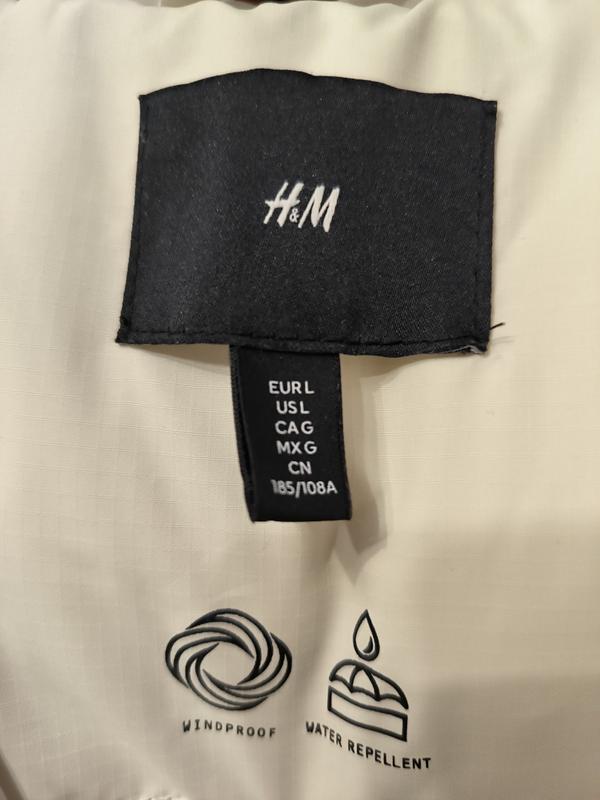 H&M
EUR L
US L
CA G
MX G
CN
185/108A
WINDPROOF
WATER REPELLENT